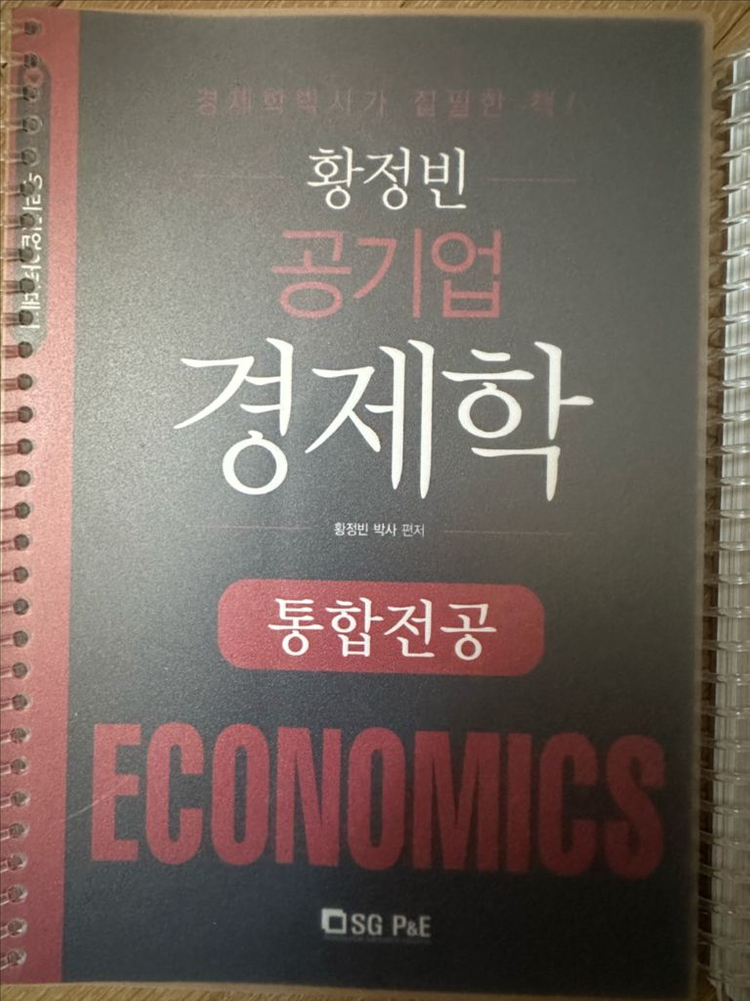 경제학박사가 집필한 책!
황정빈
공기업
경제학
황정빈 박사 편저
통합전공
ECONOMICS
SG P&E